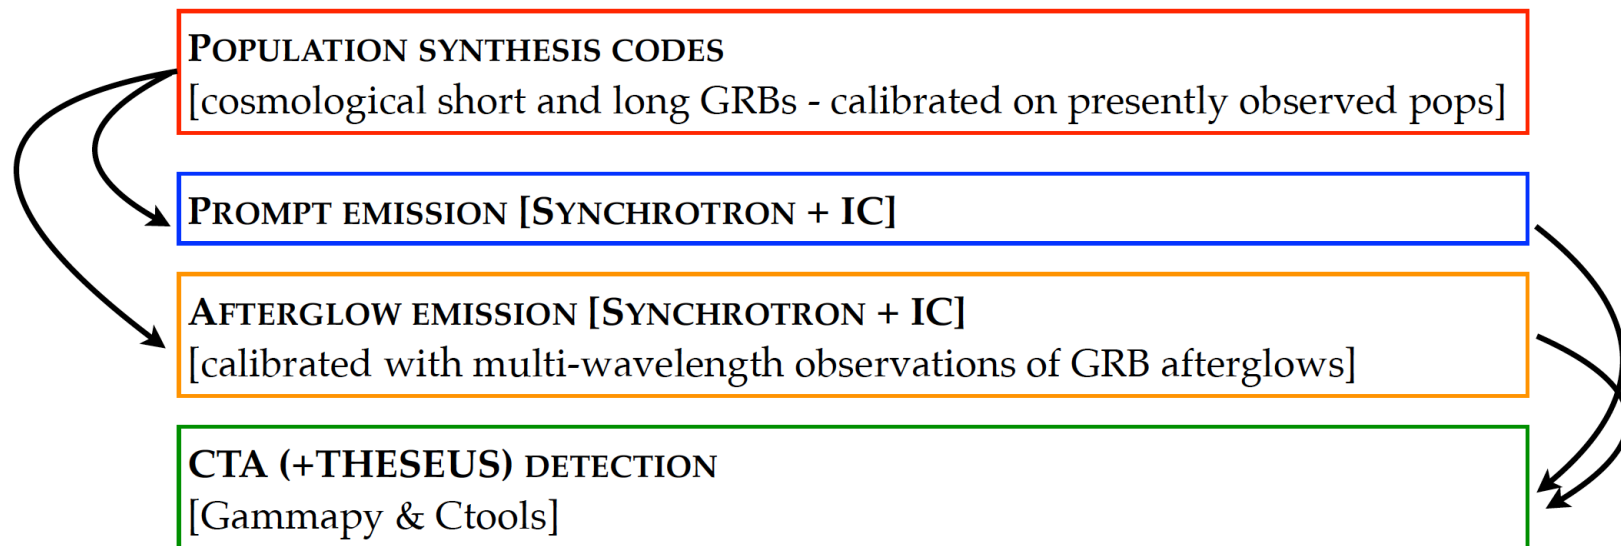 POPULATION SYNTHESIS CODES
[cosmological short and long GRBs - calibrated on presently observed pops]
PROMPT EMISSION [SYNCHROTRON + IC]
AFTERGLOW EMISSION [SYNCHROTRON + IC]
[calibrated with multi-wavelength observations of GRB afterglows]
CTA (+THESEUS) DETECTION
[Gammapy & Ctools]